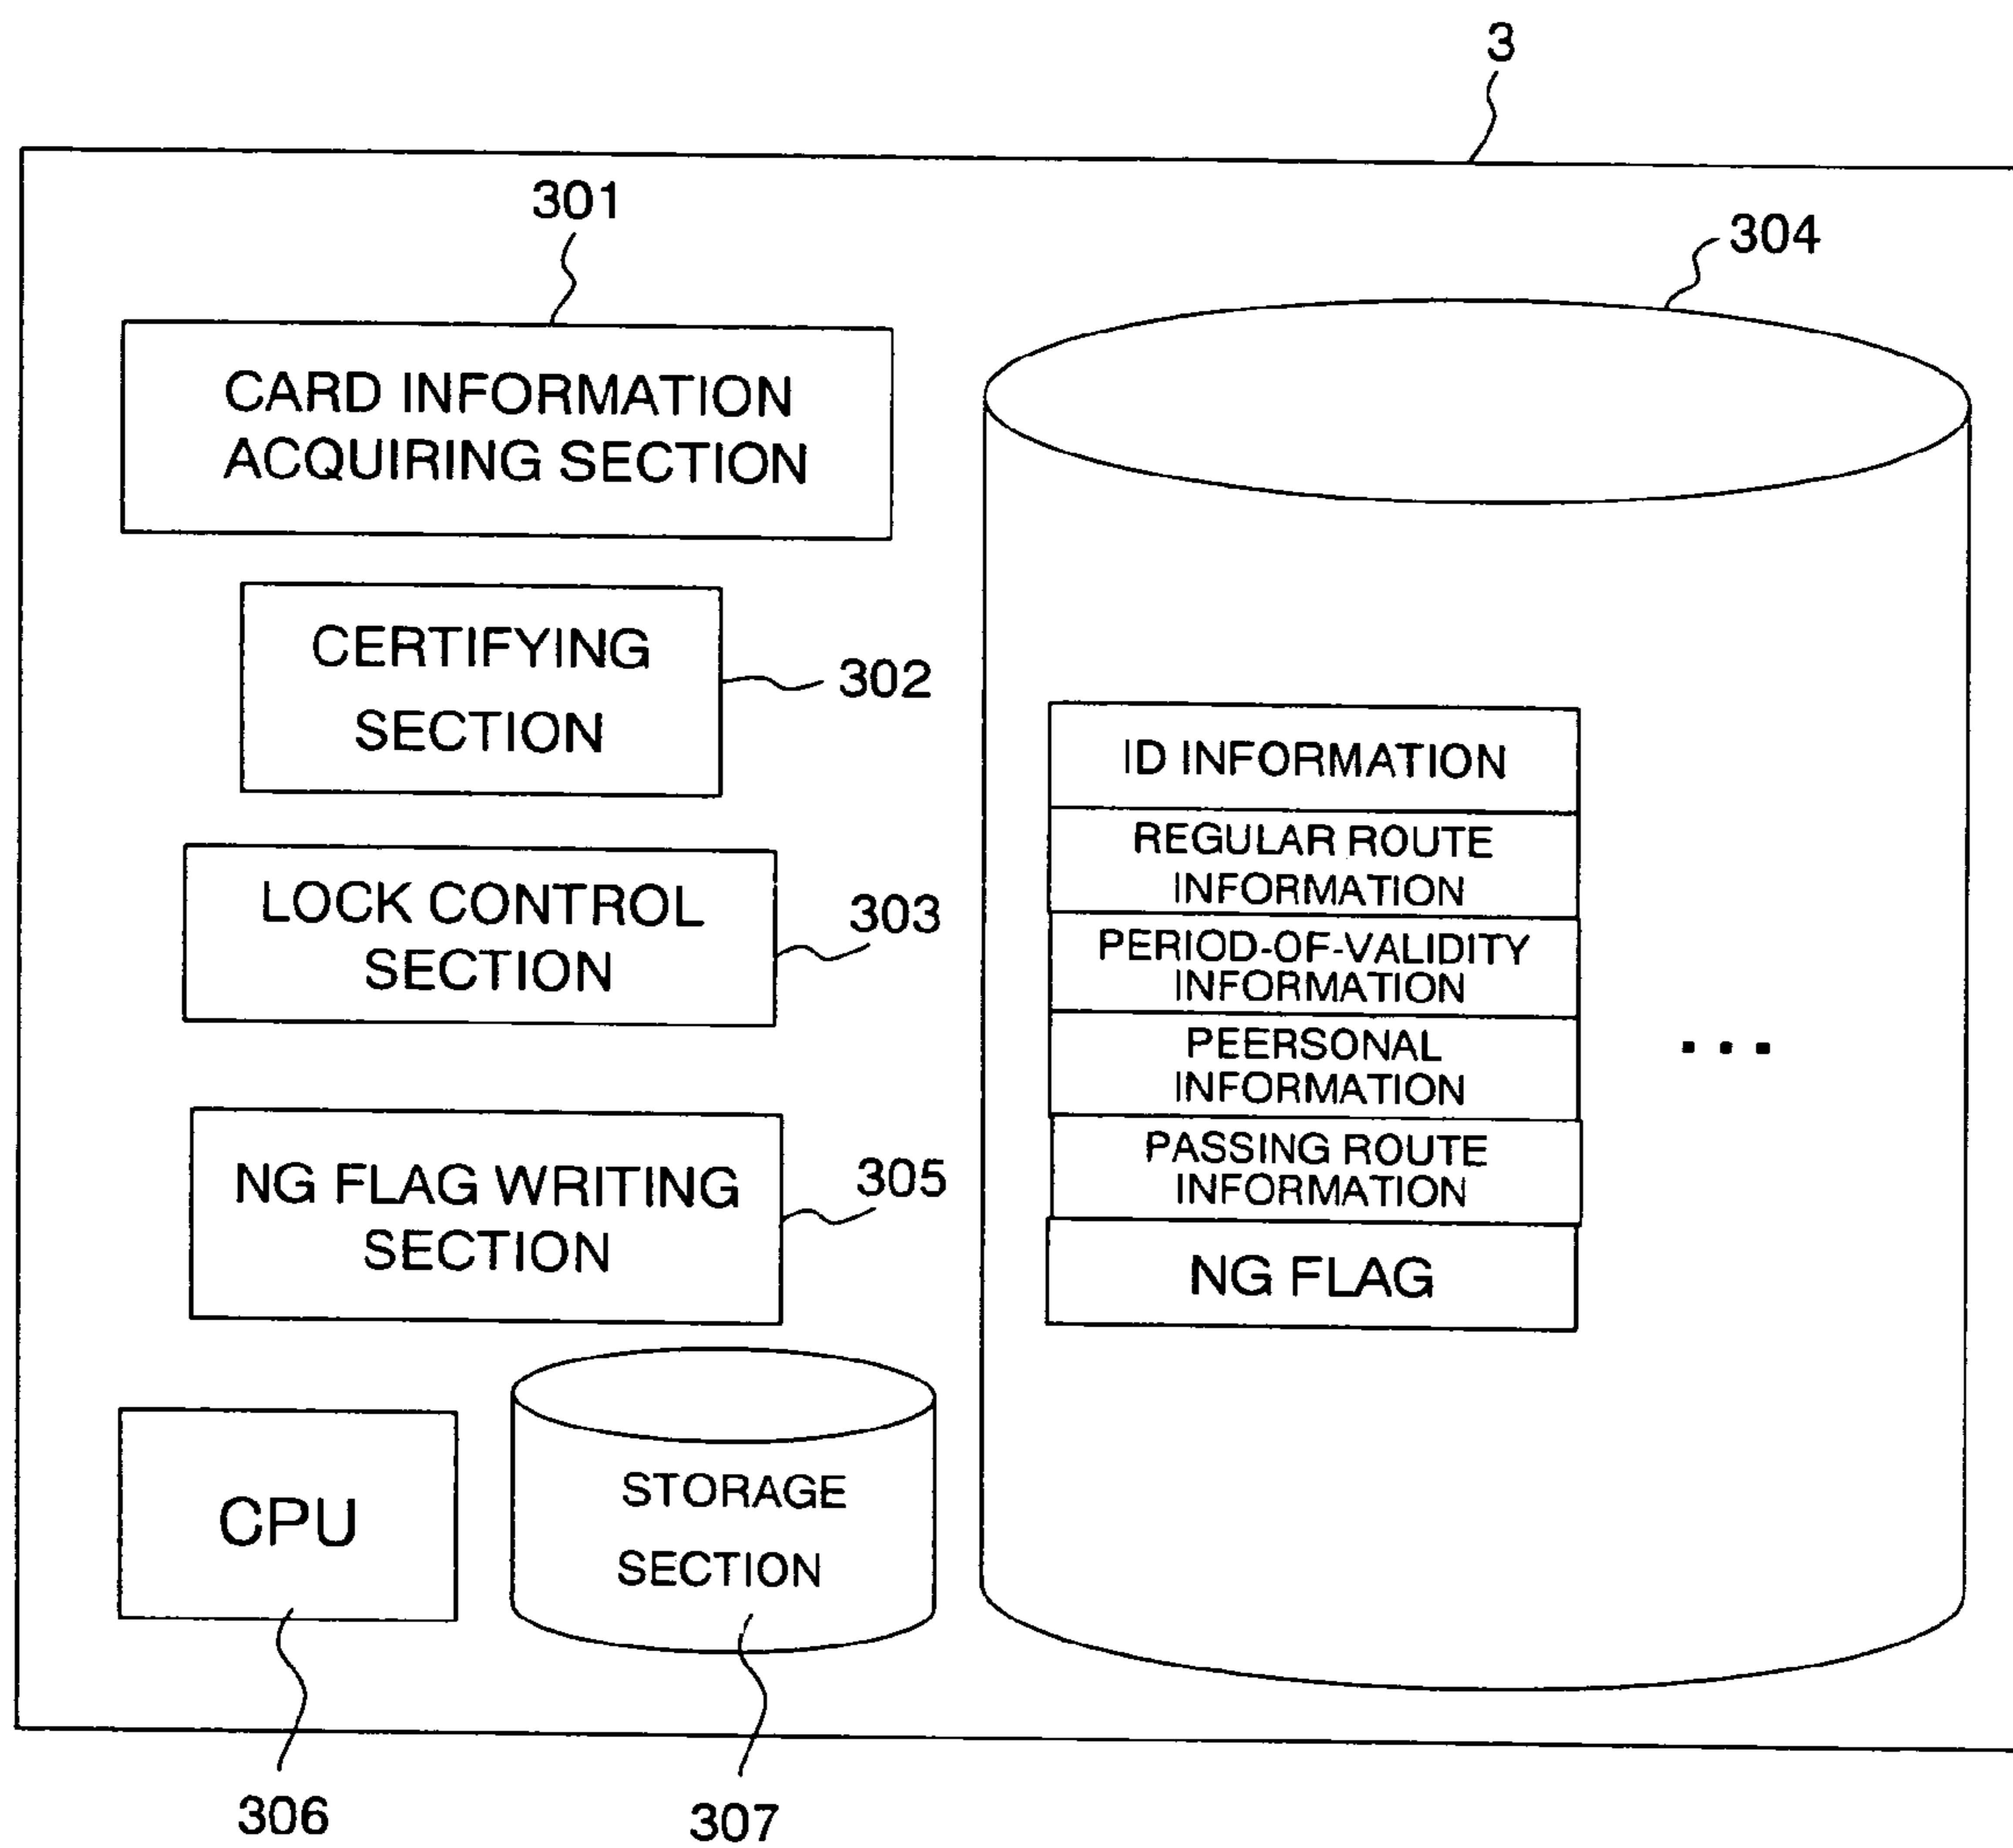 3
301
CARD INFORMATION
ACQUIRING SECTION
CERTIFYING
SECTION
302
LOCK CONTROL
SECTION
303
NG FLAG WRITING
SECTION
305
CPU
306
STORAGE
SECTION
307
304
ID INFORMATION
REGULAR ROUTE
INFORMATION
PERIOD-OF-VALIDITY
INFORMATION
PEERSONAL
INFORMATION
PASSING ROUTE
INFORMATION
NG FLAG
...